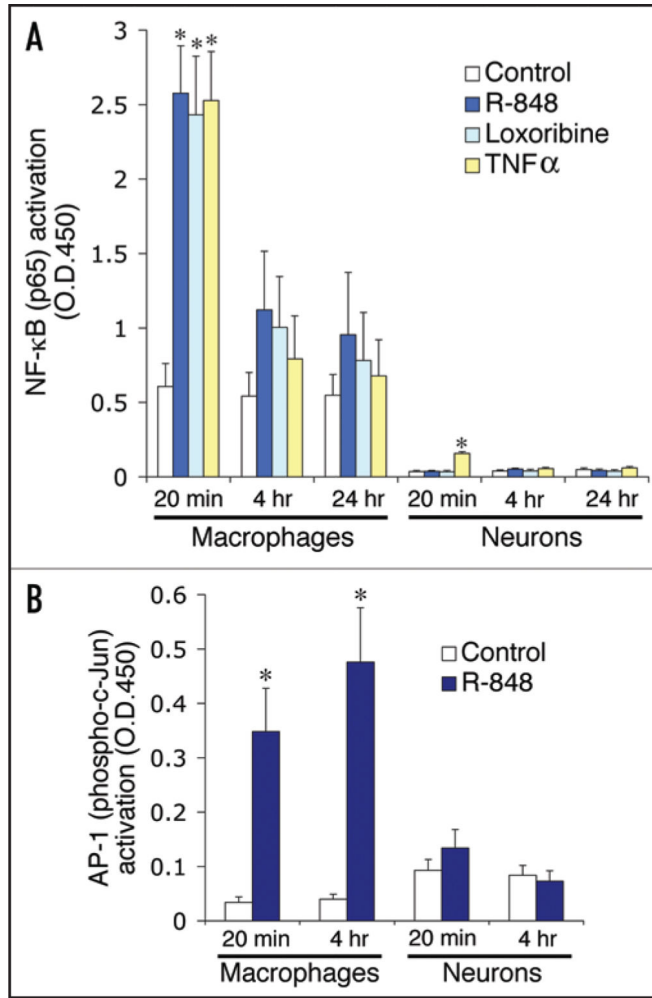 A
NF-κB (p65) activation
(O.D.450)
3
2.5
2
1.5
1
0.5
0
* * *
*
Control
R-848
Loxoribine
TNFα
20 min 4 hr 24 hr 20 min 4 hr 24 hr
Macrophages Neurons
B
AP-1 (phospho-c-Jun)
activation (O.D.450)
0.6
0.5
0.4
0.3
0.2
0.1
0
*
*
Control
R-848
20 min 4 hr 20 min 4 hr
Macrophages Neurons